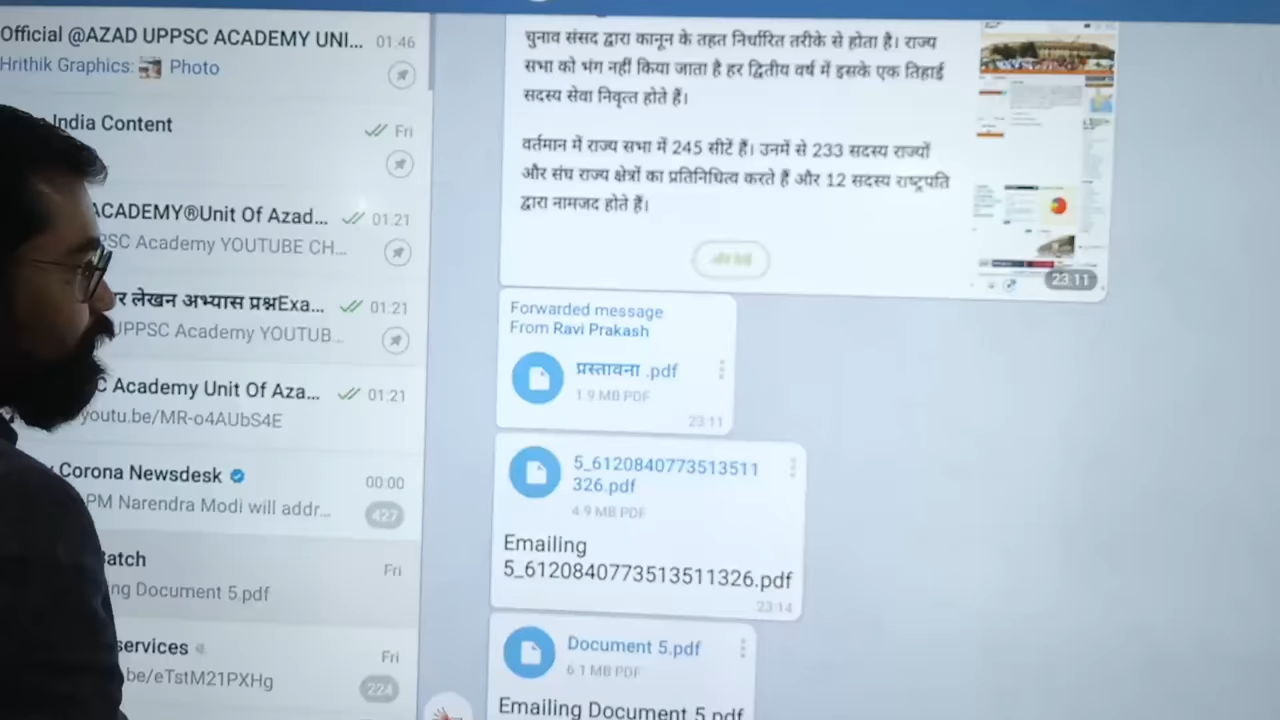 Official @AZAD UPPSC ACADEMY UNI...
01:46
Hrithik Graphics: Photo
India Content
Fri
ACADEMY®Unit Of Azad...
01:21
PSC Academy YOUTUBE CH...
र लेखन अभ्यास प्रश्नExa...
01:21
UPPSC Academy YOUTUB...
C Academy Unit Of Aza...
01:21
youtu.be/MR-o4AUbS4E
Corona Newsdesk
00:00
PM Narendra Modi will addr...
427
atch
Fri
ng Document 5.pdf
services
Fri
be/eTstM21PXHg
224
चुनाव संसद द्वारा कानून के तहत निर्धारित तरीके से होता है। राज्य
सभा को भंग नहीं किया जाता है हर द्वितीय वर्ष में इसके एक तिहाई
सदस्य सेवा निवृत्त होते हैं।
वर्तमान में राज्य सभा में 245 सीटें हैं। उनमें से 233 सदस्य राज्यों
और संघ राज्य क्षेत्रों का प्रतिनिधित्व करते हैं और 12 सदस्य राष्ट्रपति
द्वारा नामजद होते हैं।
23:11
Forwarded message
From Ravi Prakash
प्रस्तावना .pdf
1.9 MB PDF
23:11
5_6120840773513511
326.pdf
4.9 MB PDF
Emailing
5_6120840773513511326.pdf
23:14
Document 5.pdf
6.1 MB PDF
Emailing Document 5.pdf